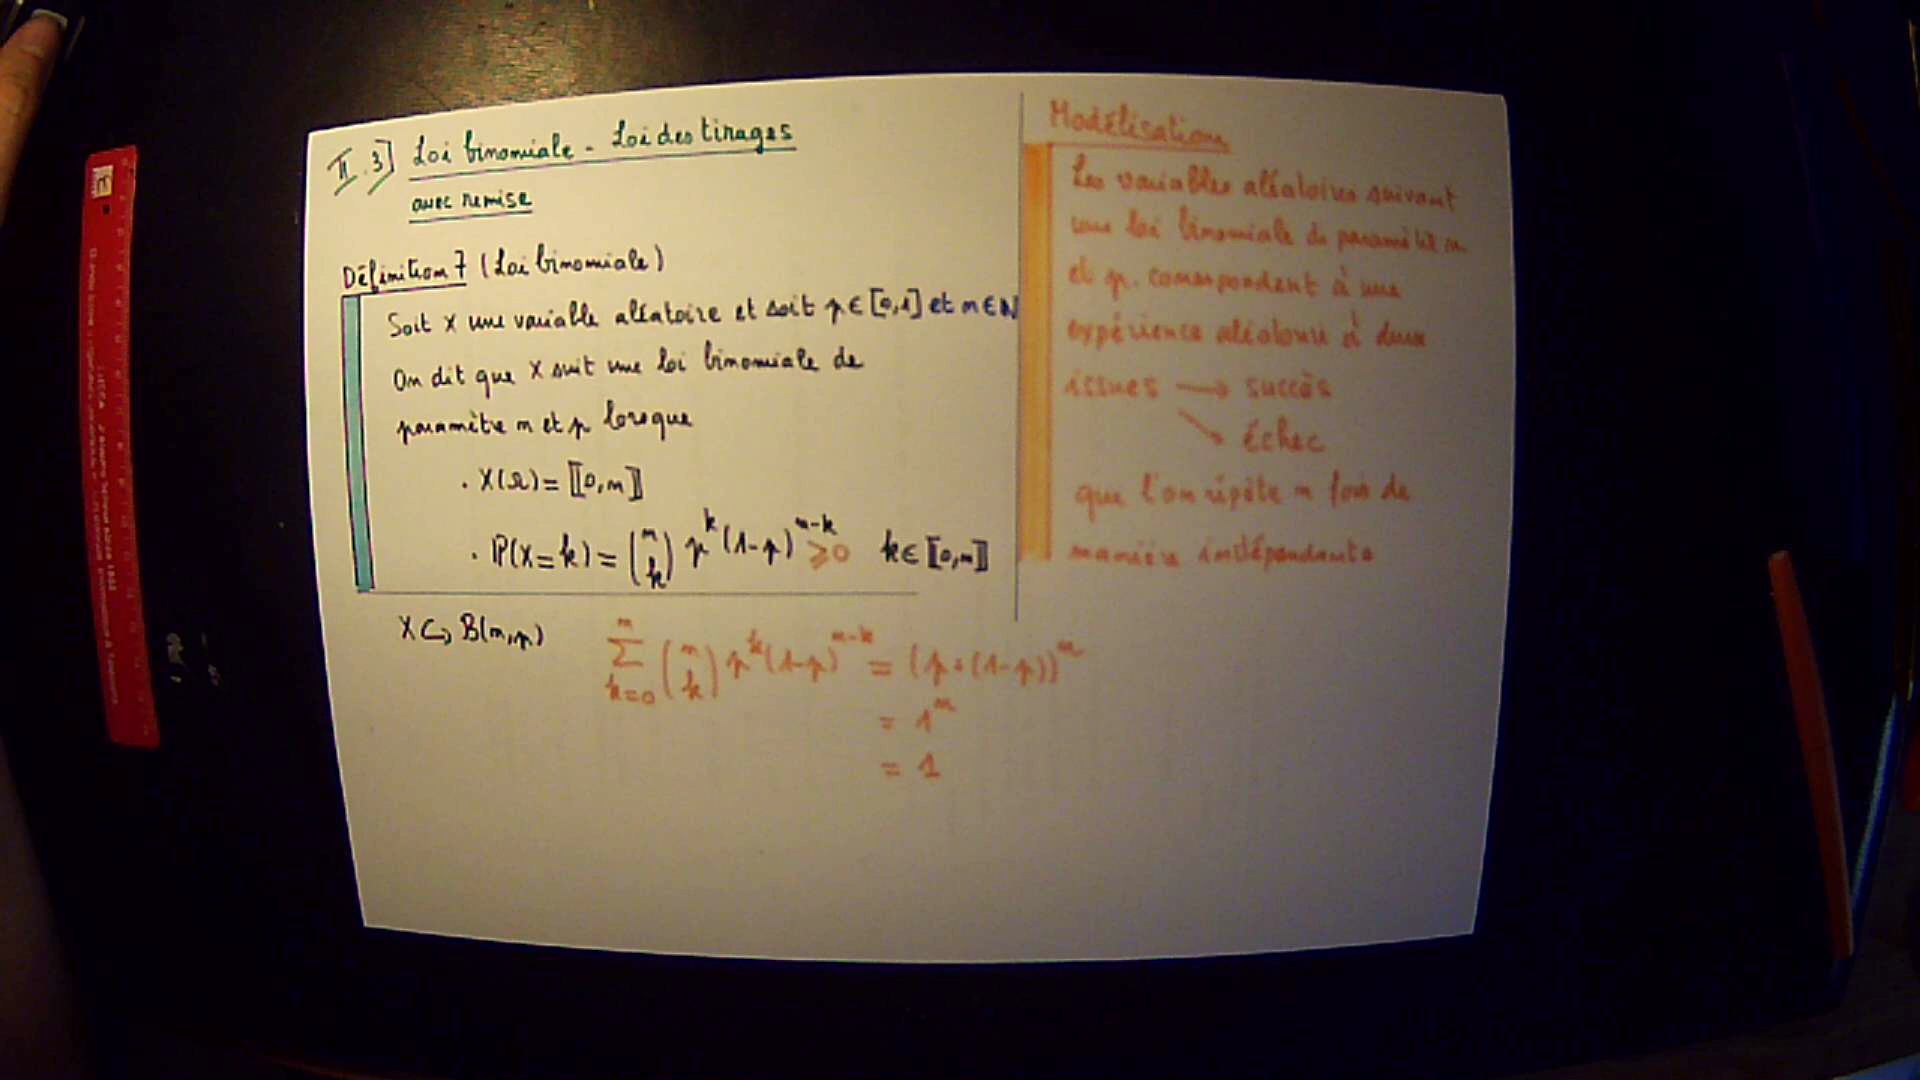 II.3] Loi binomiale - Loi des tirages
avec remise
Définition 7 (Loi binomiale)
Soit X une variable aléatoire et soit p ∈ [0,1] et n ∈ ℕ
On dit que X suit une loi binomiale de
paramètre n et p lorsque
. X(Ω) = ⟦0,n⟧
. ℙ(X=k) = (n k) p^k (1-p)^{n-k} ≥0 k ∈ ⟦0,n⟧
X ↪ B(n,p)
∑_{k=0}^{n} (n k) p^k (1-p)^{n-k} = (p+(1-p))^n
= 1^n
= 1
Modélisation
Les variables aléatoires suivant
une loi binomiale de paramètre n
et p. correspondent à une
expérience aléatoire à deux
issues → succès
↘ échec
que l'on répète n fois de
manière indépendante